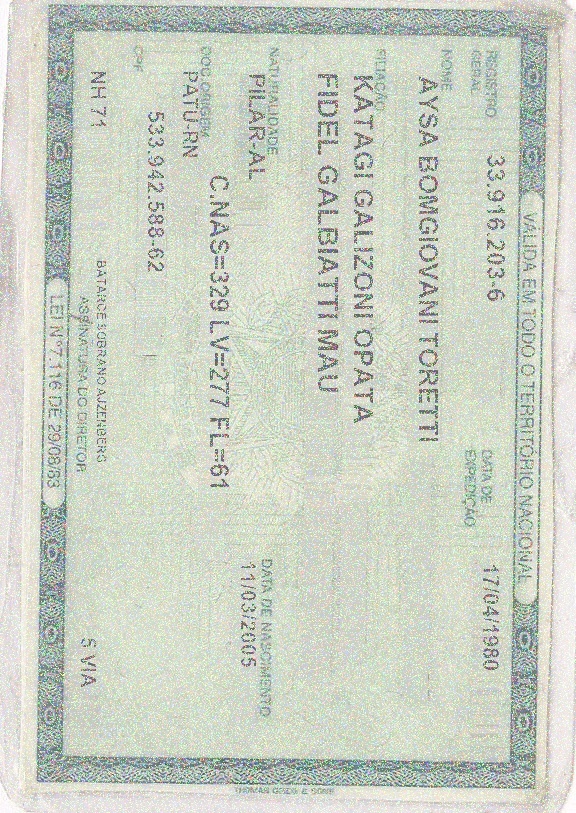 VÁLIDA EM TODO O TERRITÓRIO NACIONAL
REGISTRO GERAL 33.916.203-6 DATA DE EXPEDIÇÃO 17/04/1980
NOME
AYSA BOMGIOVANI TORETTI
FILIAÇÃO
KATAGI GALIZONI OPATA
FIDEL GALBIATTI MAU
NATURALIDADE DATA DE NASCIMENTO
PILAR-AL 11/03/2005
DOC. ORIGEM C.NAS=329 LV=277 FL=61
PATU-RN
CPF 533.942.588-62
NH 71 BATARCE SOBRANO AJZENBERG 5 VIA
ASSINATURA DO DIRETOR
LEI Nº 7.116 DE 29/08/83
THOMAS GREG & SONS